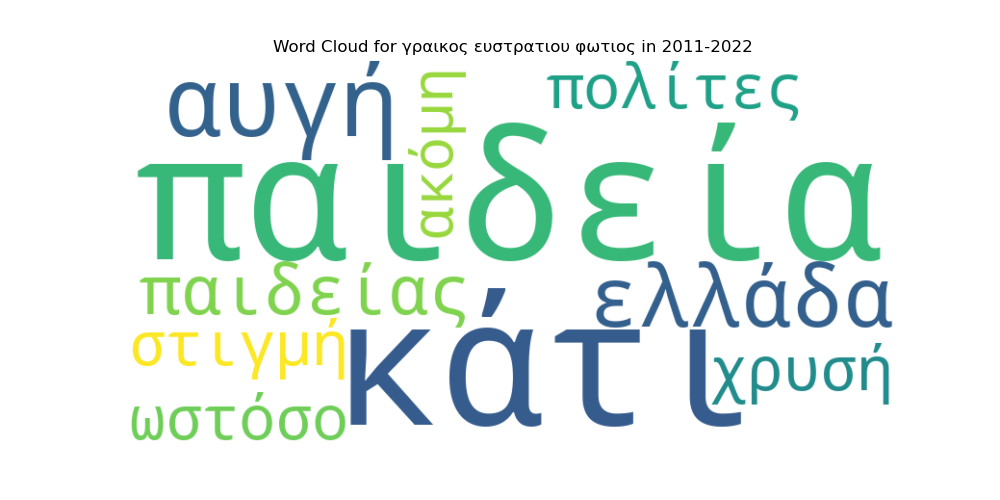 Word Cloud for γραικος ευστρατιου φωτιος in 2011-2022
αυγή
ακόμη
πολίτες
παιδεία
παιδείας
ελλάδα
στιγμή
κάτι
χρυσή
ωστόσο